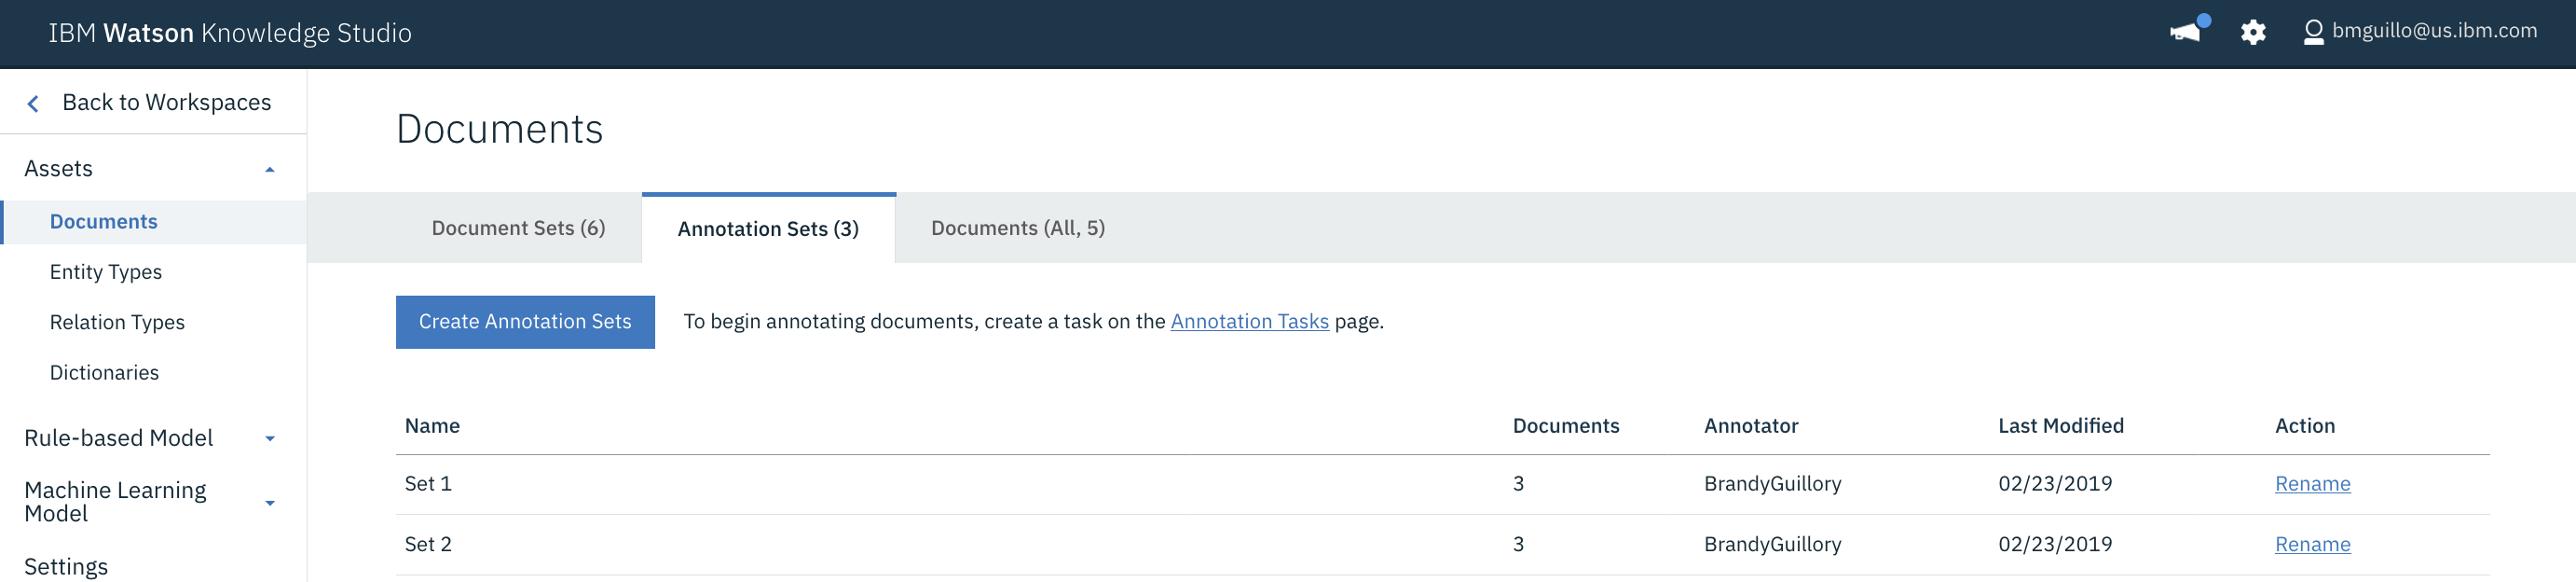 IBM Watson Knowledge Studio
bmguillo@us.ibm.com
Back to Workspaces
Assets
Documents
Entity Types
Relation Types
Dictionaries
Rule-based Model
Machine Learning
Model
Settings
Documents
Document Sets (6)
Annotation Sets (3)
Documents (All, 5)
Create Annotation Sets
To begin annotating documents, create a task on the Annotation Tasks page.
Name Documents Annotator Last Modified Action
Set 1 3 BrandyGuillory 02/23/2019 Rename
Set 2 3 BrandyGuillory 02/23/2019 Rename